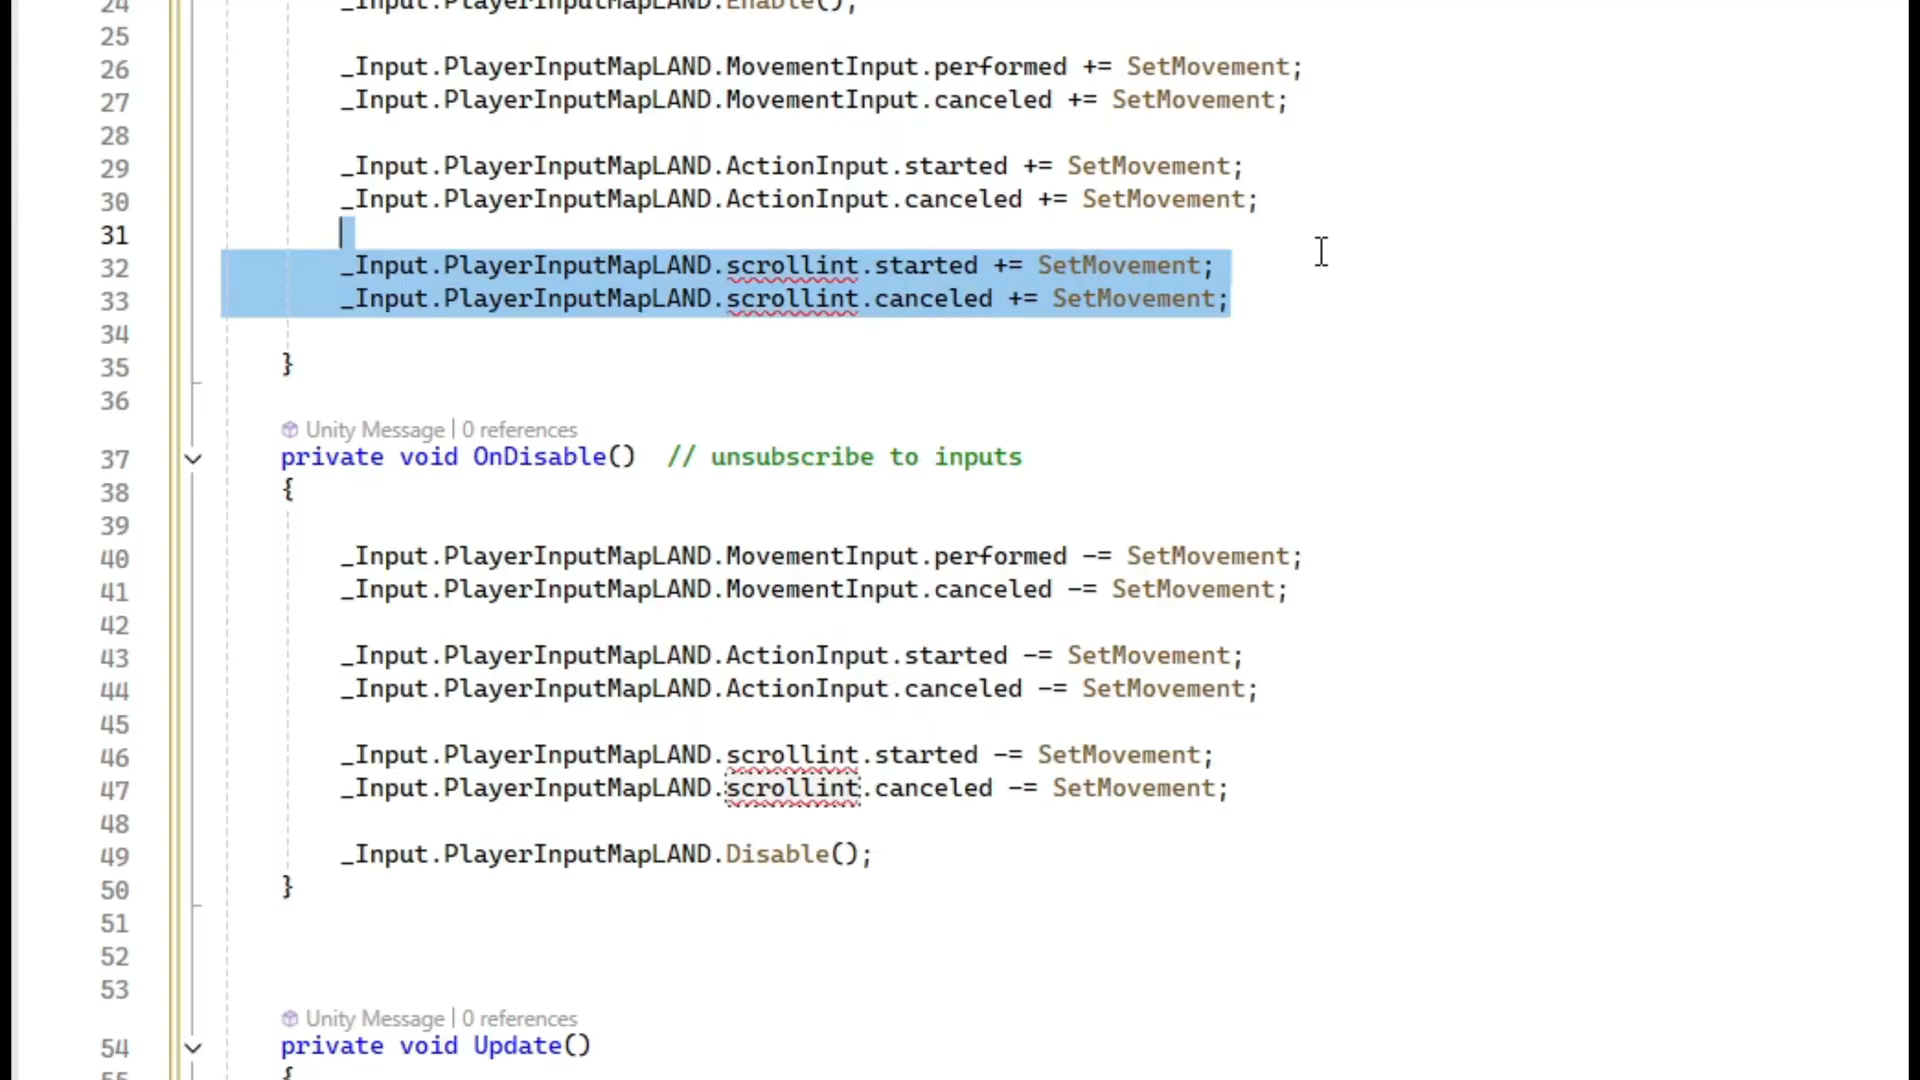 24 _Input.PlayerInputMapLAND.Enable();
25
26 _Input.PlayerInputMapLAND.MovementInput.performed += SetMovement;
27 _Input.PlayerInputMapLAND.MovementInput.canceled += SetMovement;
28
29 _Input.PlayerInputMapLAND.ActionInput.started += SetMovement;
30 _Input.PlayerInputMapLAND.ActionInput.canceled += SetMovement;
31
32 _Input.PlayerInputMapLAND.scrollint.started += SetMovement;
33 _Input.PlayerInputMapLAND.scrollint.canceled += SetMovement;
34
35 }
36
Unity Message | 0 references
37 private void OnDisable() // unsubscribe to inputs
38 {
39
40 _Input.PlayerInputMapLAND.MovementInput.performed -= SetMovement;
41 _Input.PlayerInputMapLAND.MovementInput.canceled -= SetMovement;
42
43 _Input.PlayerInputMapLAND.ActionInput.started -= SetMovement;
44 _Input.PlayerInputMapLAND.ActionInput.canceled -= SetMovement;
45
46 _Input.PlayerInputMapLAND.scrollint.started -= SetMovement;
47 _Input.PlayerInputMapLAND.scrollint.canceled -= SetMovement;
48
49 _Input.PlayerInputMapLAND.Disable();
50 }
51
52
53
Unity Message | 0 references
54 private void Update()
55 {